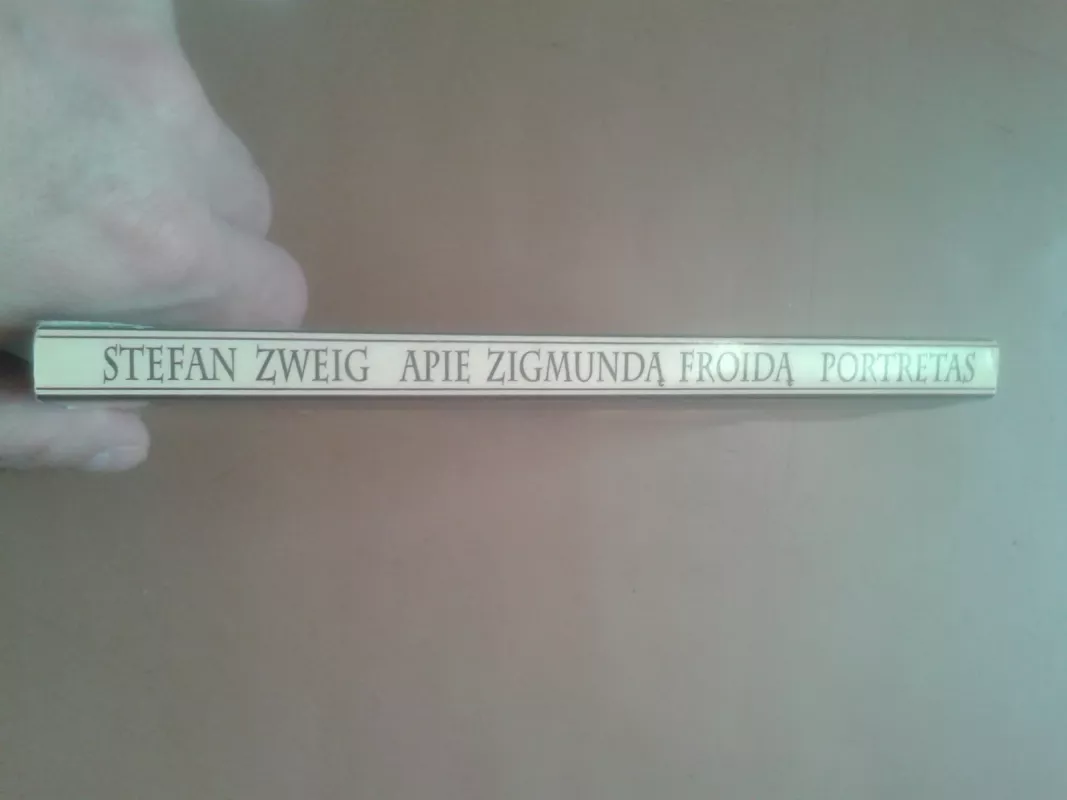 STEFAN ZWEIG APIE ZIGMUNDĄ FROIDĄ PORTRETAS